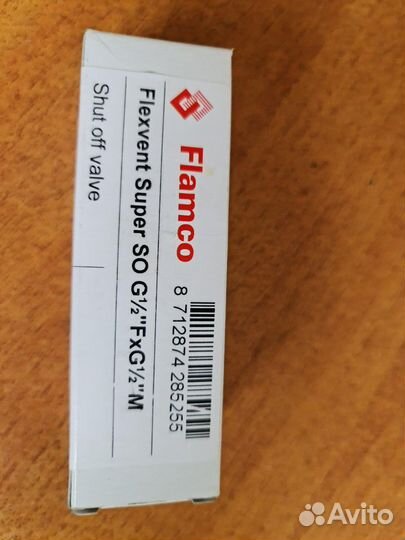 Flamco
8 712874 285255
Flexvent Super SO G½"FxG½"M
Shut off valve
Avito